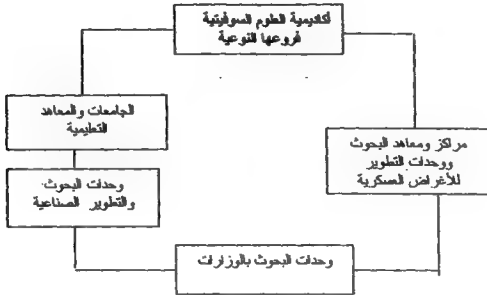 أكاديمية العلوم السوفيتية
فروعها النوعية
الجامعات والمعاهد
التعليمية
مراكز ومعاهد البحوث
ووحدات التطوير
للأغراض العسكرية
وحدات البحوث
والتطوير الصناعية
وحدات البحوث بالوزارات